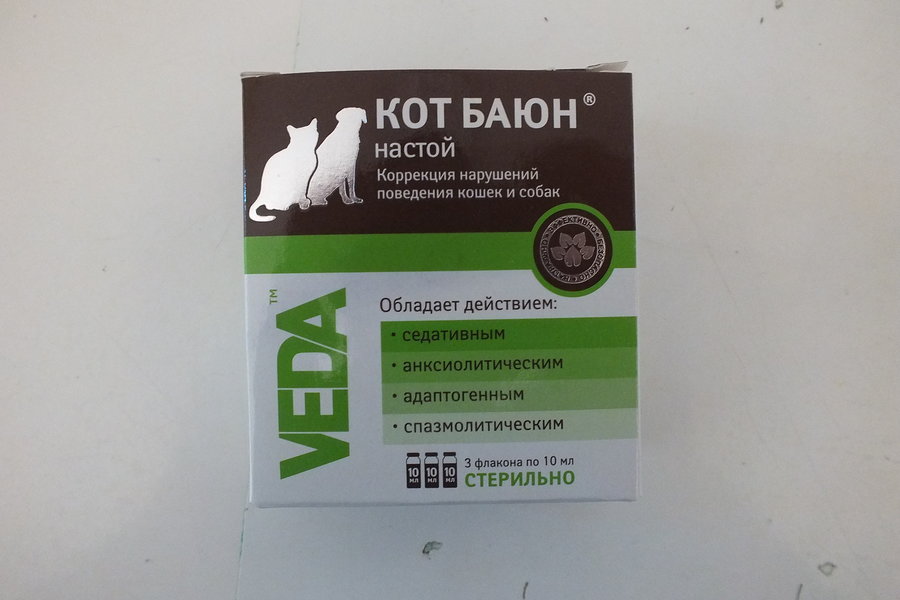 КОТ БАЮН®
настой
Коррекция нарушений
поведения кошек и собак
VEDA™
Обладает действием:
• седативным
• анксиолитическим
• адаптогенным
• спазмолитическим
10 мл 10 мл 10 мл
3 флакона по 10 мл
СТЕРИЛЬНО